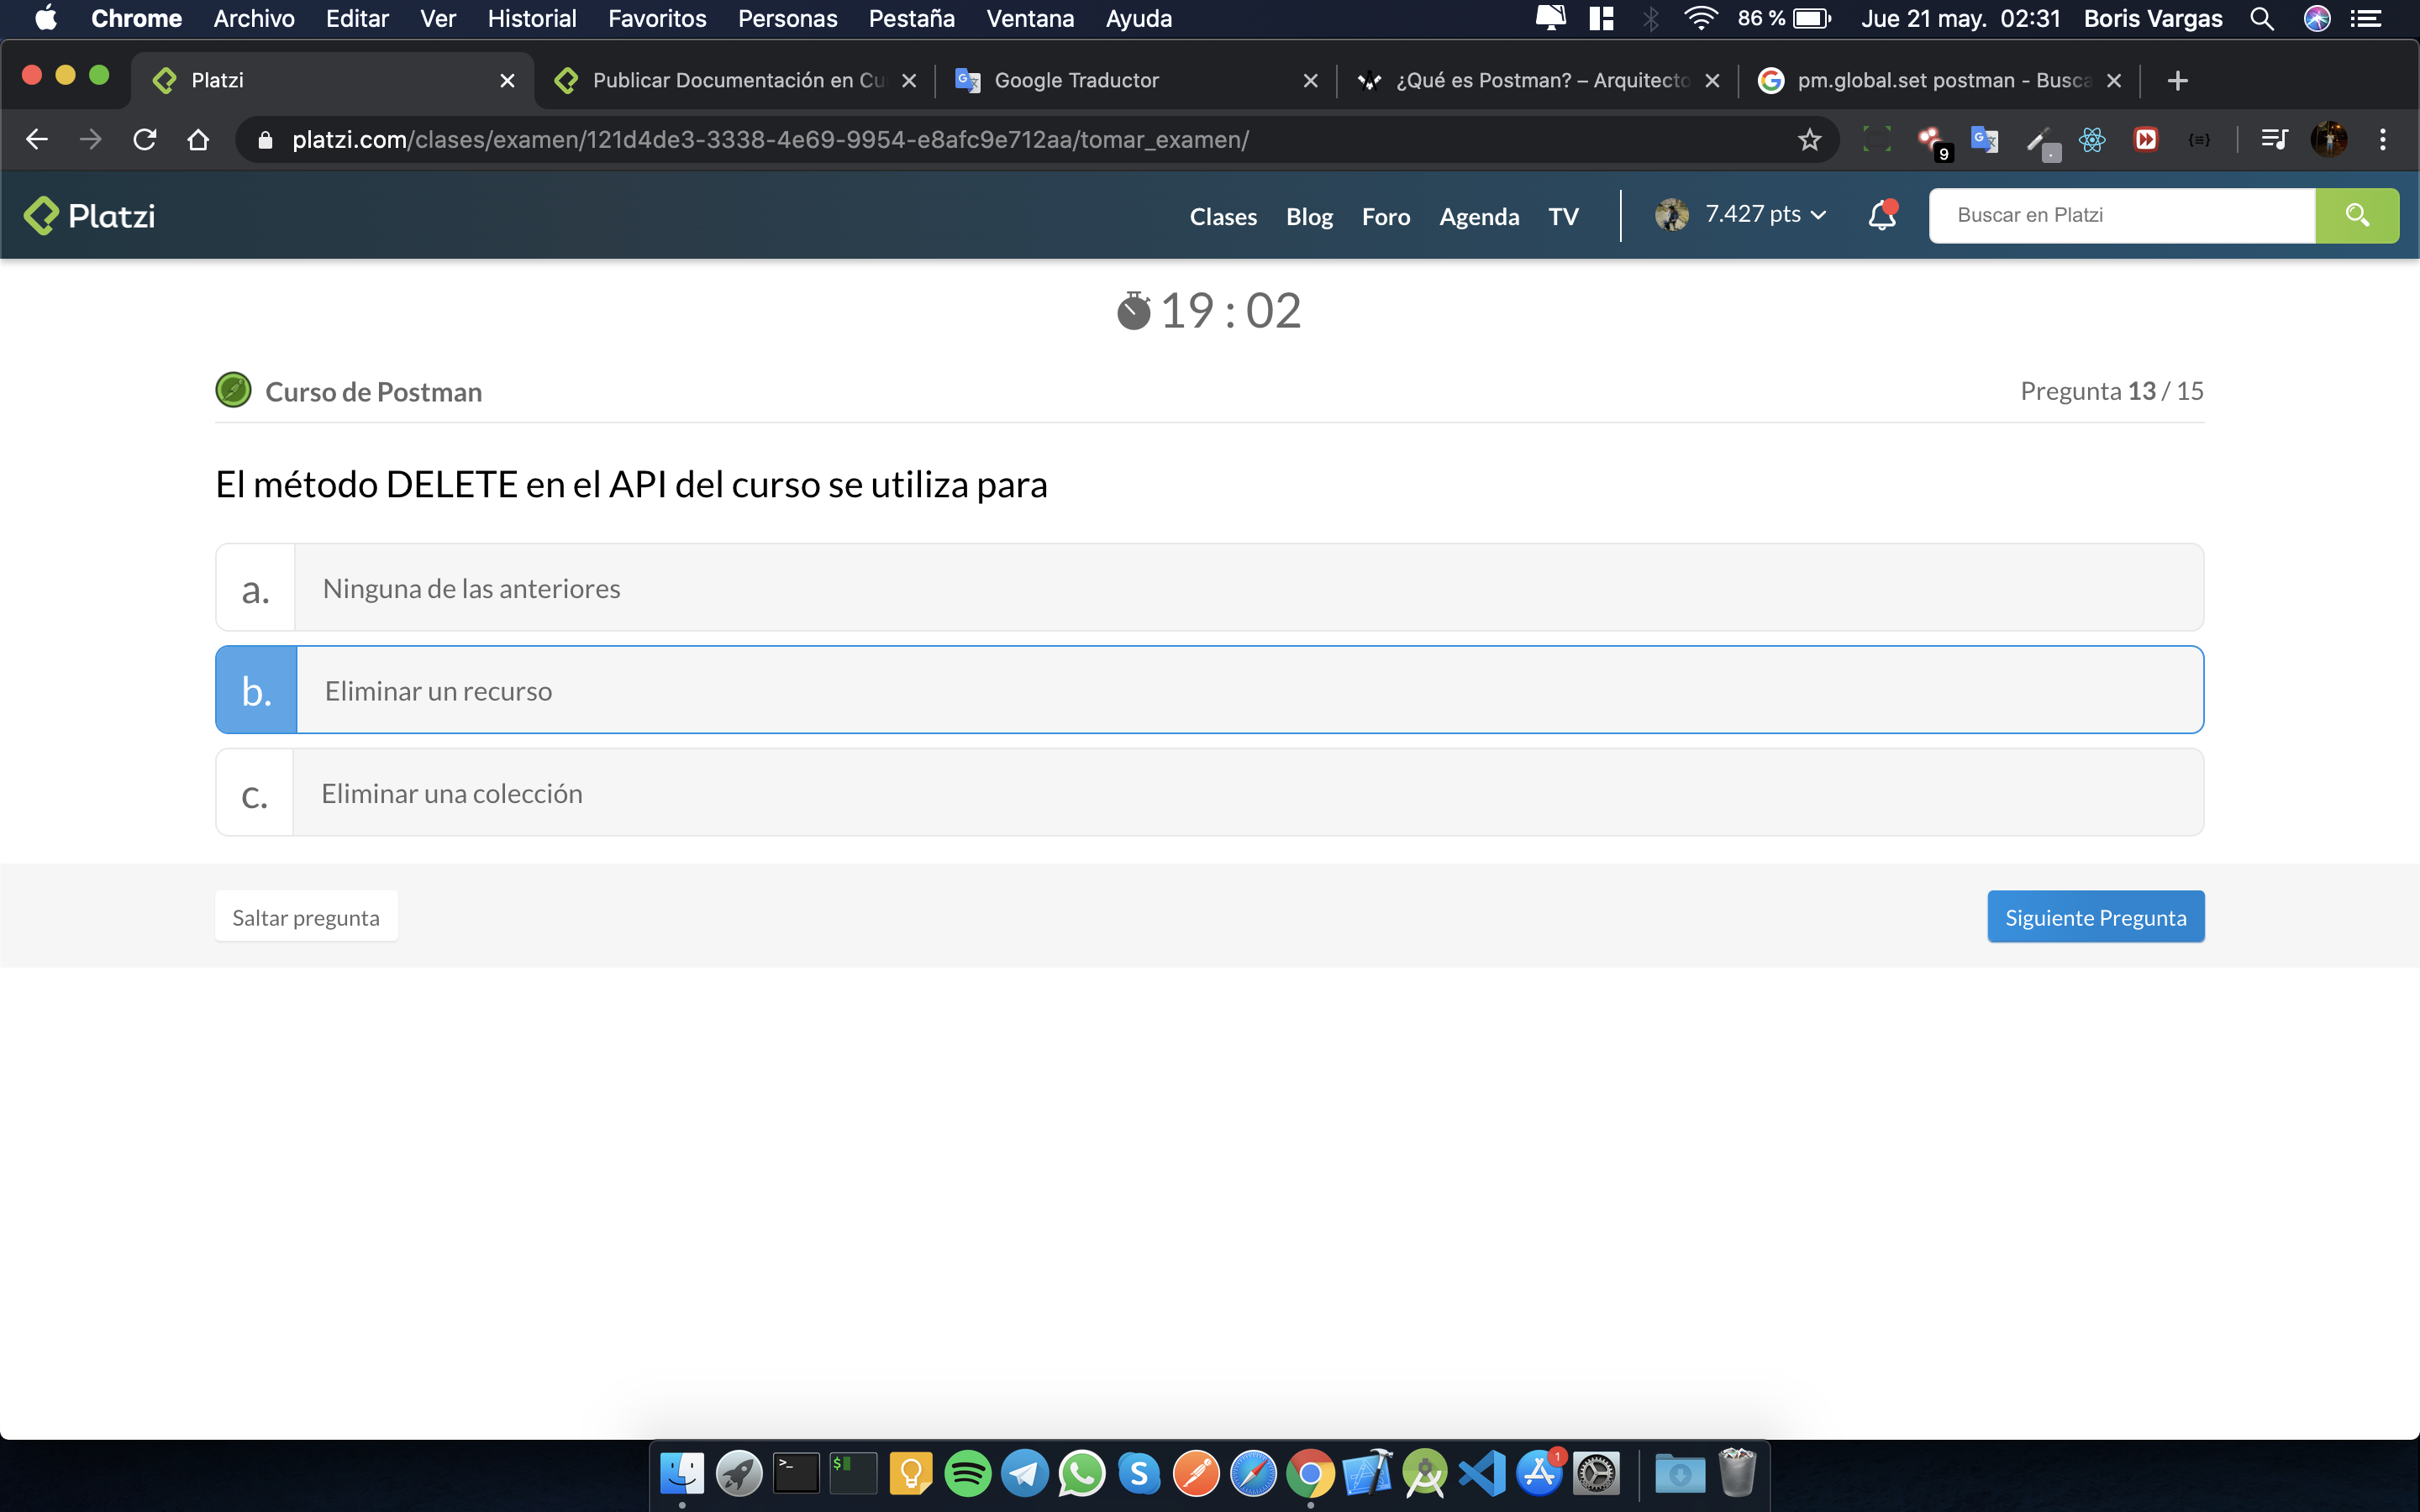 Chrome Archivo Editar Ver Historial Favoritos Personas Pestaña Ventana Ayuda 86 % Jue 21 may. 02:31 Boris Vargas
Platzi Publicar Documentación en Cu Google Traductor ¿Qué es Postman? – Arquitecto pm.global.set postman - Busca
platzi.com/clases/examen/121d4de3-3338-4e69-9954-e8afc9e712aa/tomar_examen/ 9
Platzi Clases Blog Foro Agenda TV 7.427 pts Buscar en Platzi
19 : 02
Curso de Postman Pregunta 13 / 15
El método DELETE en el API del curso se utiliza para
a. Ninguna de las anteriores
b. Eliminar un recurso
c. Eliminar una colección
Saltar pregunta Siguiente Pregunta
1